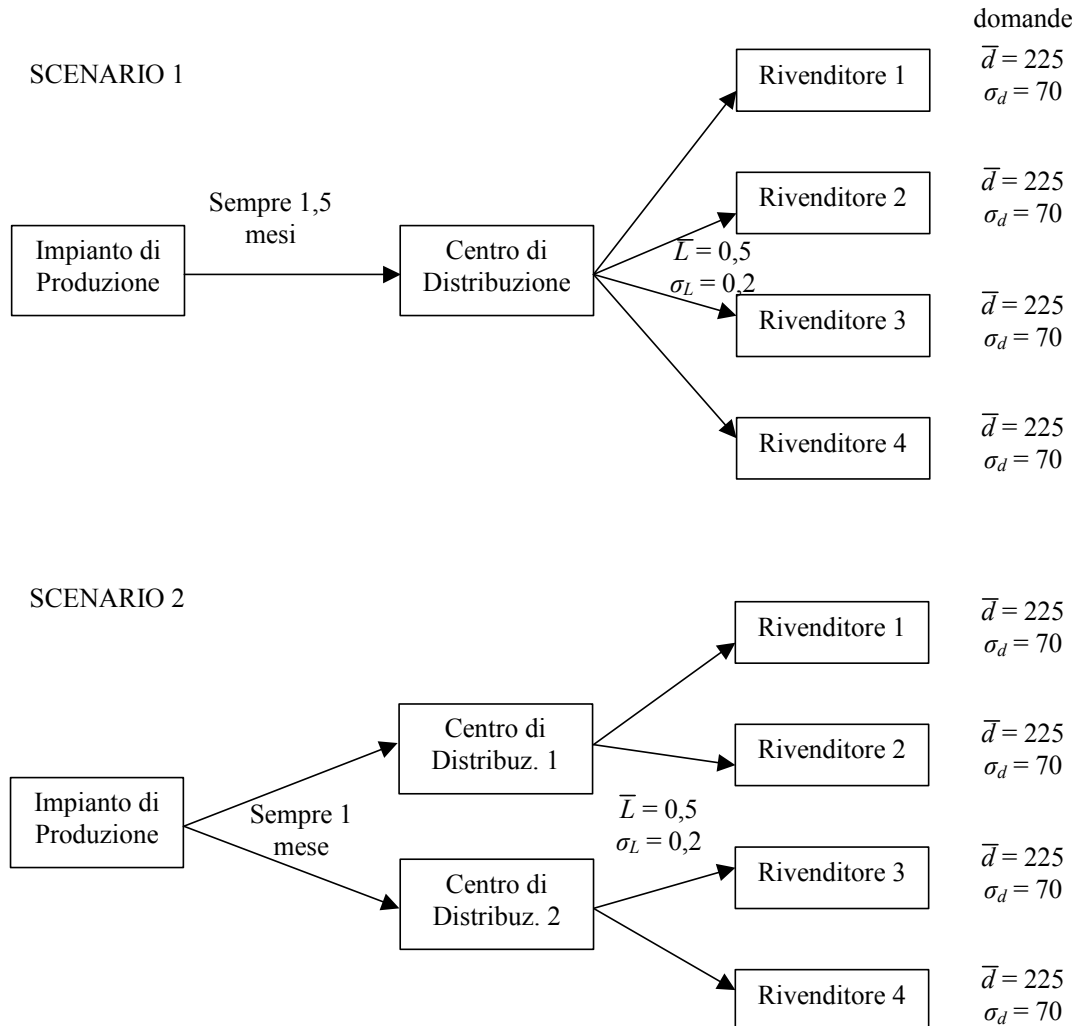 domande
SCENARIO 1
Rivenditore 1
d̅ = 225
σd = 70
Sempre 1,5
mesi
Rivenditore 2
d̅ = 225
σd = 70
Impianto di
Produzione
Centro di
Distribuzione
L̅ = 0,5
σL = 0,2
Rivenditore 3
d̅ = 225
σd = 70
Rivenditore 4
d̅ = 225
σd = 70
SCENARIO 2
Rivenditore 1
d̅ = 225
σd = 70
Centro di
Distribuz. 1
Rivenditore 2
d̅ = 225
σd = 70
Impianto di
Produzione
Sempre 1
mese
L̅ = 0,5
σL = 0,2
Centro di
Distribuz. 2
Rivenditore 3
d̅ = 225
σd = 70
Rivenditore 4
d̅ = 225
σd = 70